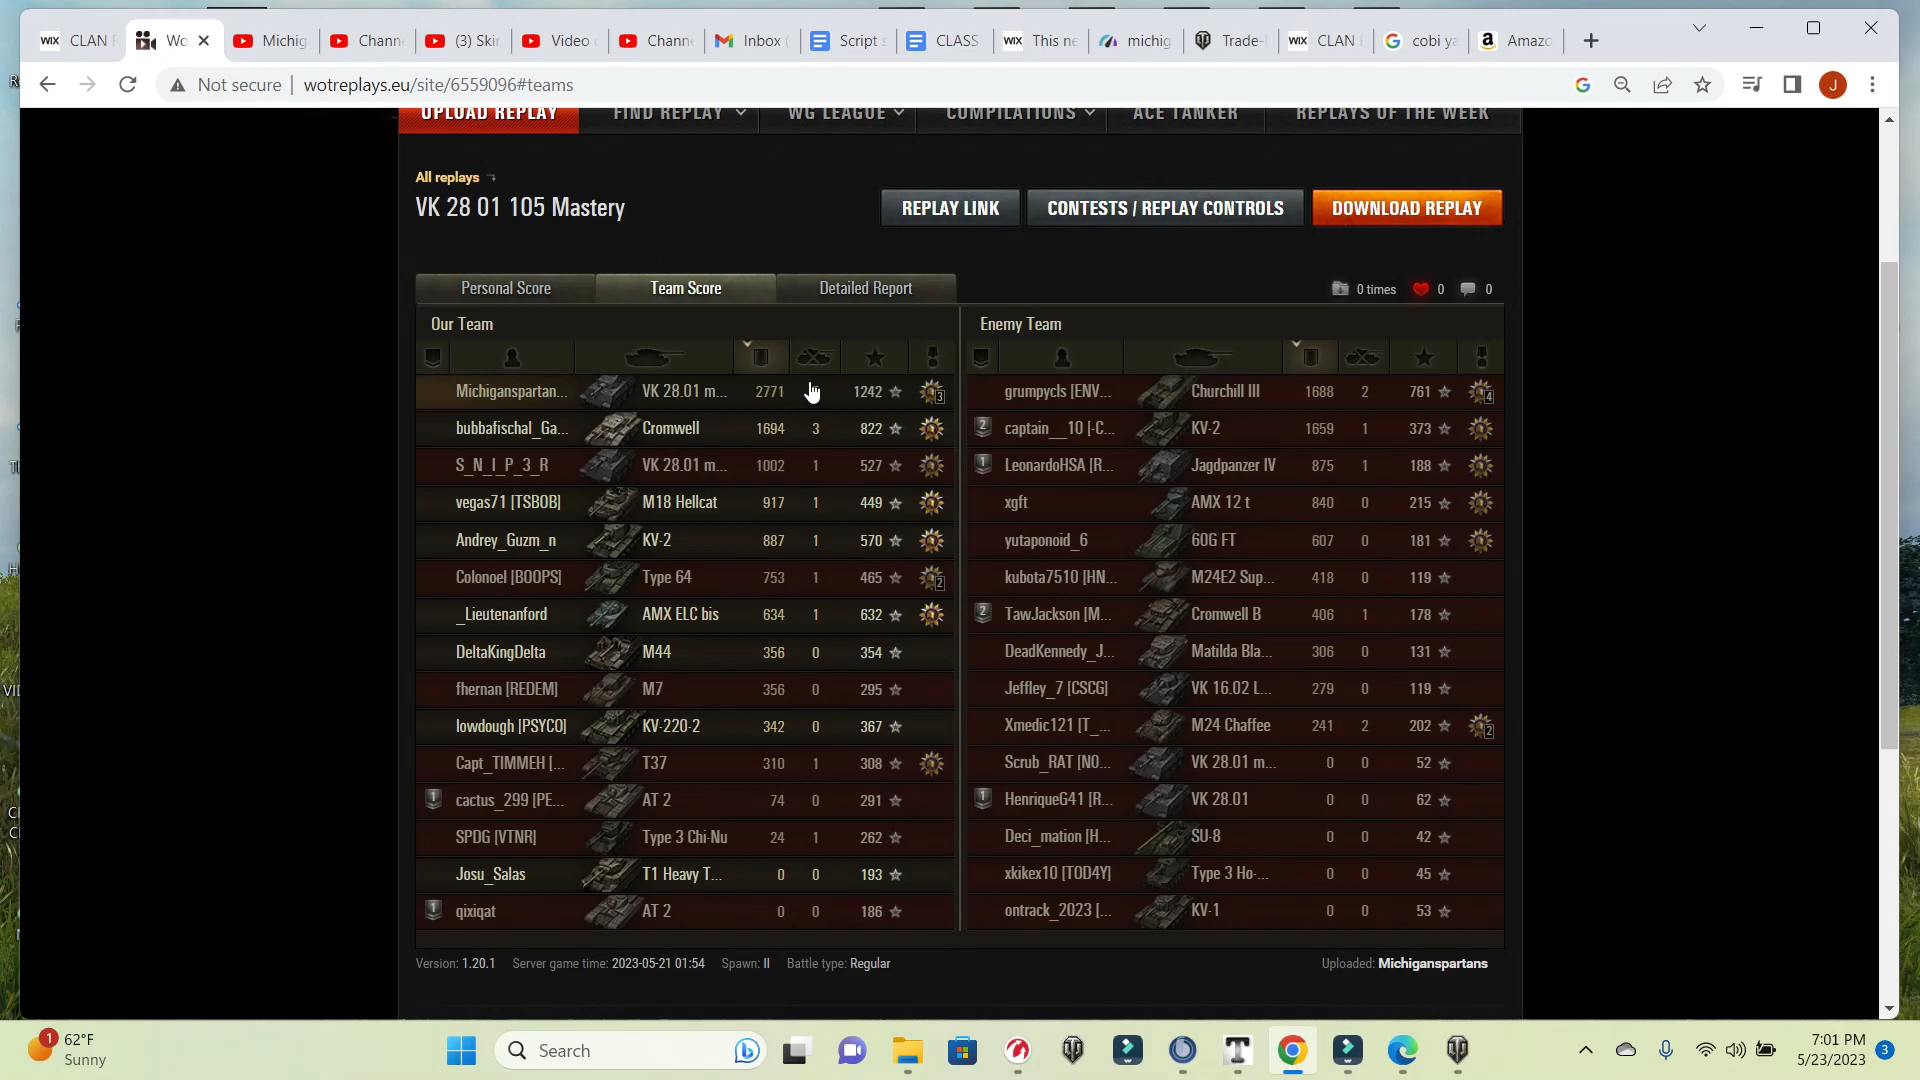 WIX CLAN
Wo
Michig
Chann
(3) Skir
Video
Chann
Inbox (
Script
CLASS
WIX This ne
michig
Trade-
WIX CLAN
cobi ya
Amazo
Not secure
wotreplays.eu/site/6559096#teams
J
UPLOAD REPLAY FIND REPLAY WG LEAGUE COMPILATIONS ACE TANKER REPLAYS OF THE WEEK
All replays
VK 28 01 105 Mastery
REPLAY LINK CONTESTS / REPLAY CONTROLS DOWNLOAD REPLAY
Personal Score Team Score Detailed Report
0 times 0 0
Our Team
Michiganspartan... VK 28.01 m... 2771 1242 3
bubbafischal_Ga... Cromwell 1694 3 822
S_N_I_P_3_R VK 28.01 m... 1002 1 527
vegas71 [TSBOB] M18 Hellcat 917 1 449
Andrey_Guzm_n KV-2 887 1 570
Colonoel [BOOPS] Type 64 753 1 465 2
_Lieutenanford AMX ELC bis 634 1 632
DeltaKingDelta M44 356 0 354
fhernan [REDEM] M7 356 0 295
lowdough [PSYCO] KV-220-2 342 0 367
Capt_TIMMEH [... T37 310 1 308
1 cactus_299 [PE... AT 2 74 0 291
SPDG [VTNR] Type 3 Chi-Nu 24 1 262
Josu_Salas T1 Heavy T... 0 0 193
1 qixiqat AT 2 0 0 186
Enemy Team
grumpycls [ENV... Churchill III 1688 2 761 4
2 captain__10 [-C... KV-2 1659 1 373
1 LeonardoHSA [R... Jagdpanzer IV 875 1 188
xgft AMX 12 t 840 0 215
yutaponoid_6 60G FT 607 0 181
kubota7510 [HN... M24E2 Sup... 418 0 119
2 TawJackson [M... Cromwell B 406 1 178
DeadKennedy_J... Matilda Bla... 306 0 131
Jeffley_7 [CSCG] VK 16.02 L... 279 0 119
Xmedic121 [T_... M24 Chaffee 241 2 202 2
Scrub_RAT [NO... VK 28.01 m... 0 0 52
1 HenriqueG41 [R... VK 28.01 0 0 62
Deci_mation [H... SU-8 0 0 42
xkikex10 [TOD4Y] Type 3 Ho-... 0 0 45
ontrack_2023 [... KV-1 0 0 53
Version: 1.20.1 Server game time: 2023-05-21 01:54 Spawn: II Battle type: Regular
Uploaded: Michiganspartans
1
62°F
Sunny
Search
7:01 PM
5/23/2023
3